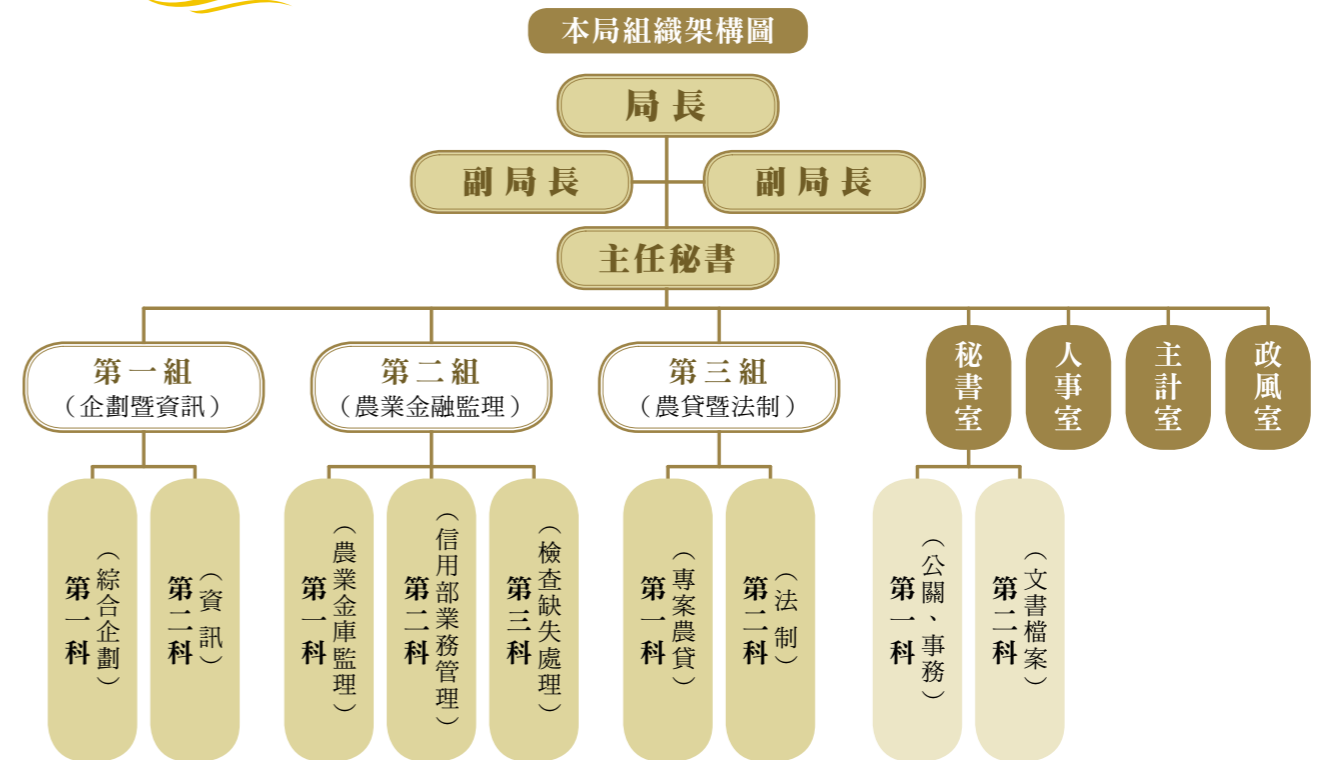 本局組織架構圖
局長
副局長
副局長
主任秘書
第一組
（企劃暨資訊）
第二組
（農業金融監理）
第三組
（農貸暨法制）
秘書室
人事室
主計室
政風室
第一科
（綜合企劃）
第二科
（資訊）
第一科
（農業金庫監理）
第二科
（信用部業務管理）
第三科
（檢查缺失處理）
第一科
（專案農貸）
第二科
（法制）
第一科
（公關、事務）
第二科
（文書檔案）